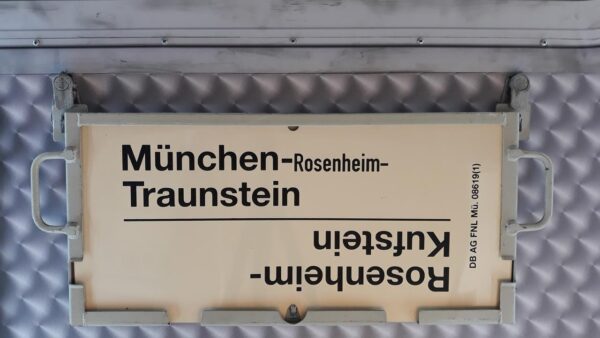 München-Rosenheim-
Traunstein
Rosenheim-
Kufstein
DB AG FNL Mü. 08619(1)